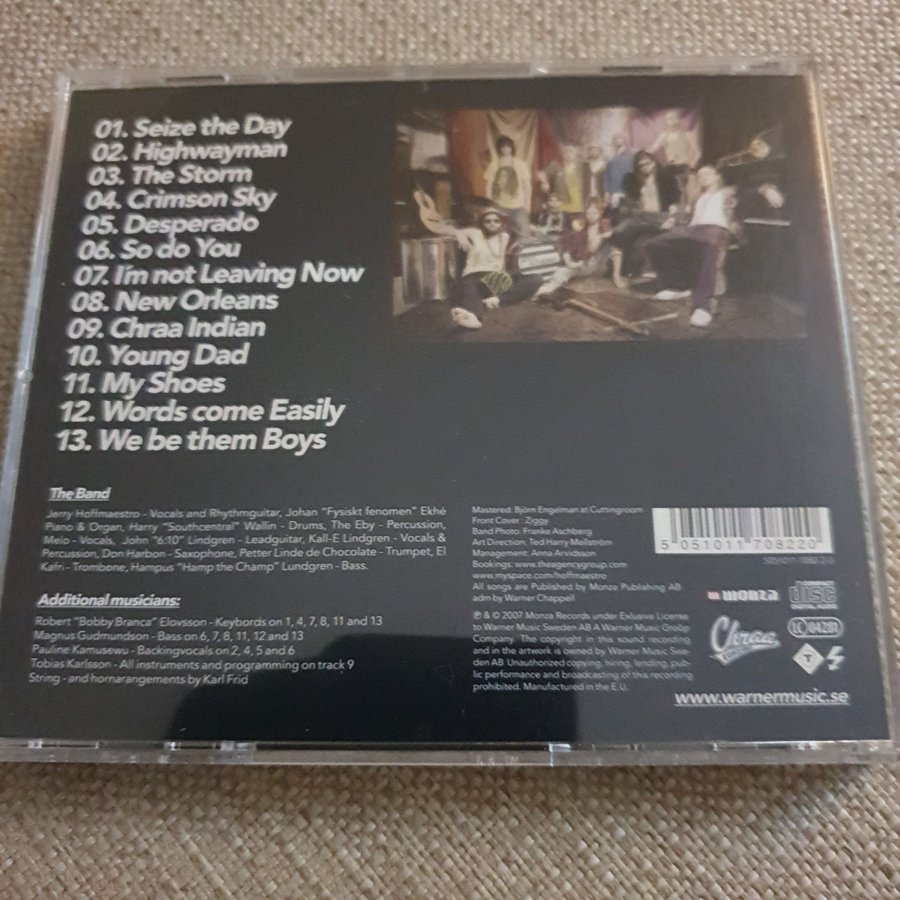 01. Seize the Day
02. Highwayman
03. The Storm
04. Crimson Sky
05. Desperado
06. So do You
07. I'm not Leaving Now
08. New Orleans
09. Chraa Indian
10. Young Dad
11. My Shoes
12. Words come Easily
13. We be them Boys
The Band
Jerry Hoffmaestro - Vocals and Rhythmguitar, Johan "Fysiskt fenomen" Ekhé
Piano & Organ, Harry "Southcentral" Wallin - Drums, The Eby - Percussion,
Melo - Vocals, John "6:10" Lindgren - Leadguitar, Kall-E Lindgren - Vocals &
Percussion, Don Harbon - Saxophone, Petter Linde de Chocolate - Trumpet, El
Kafri - Trombone, Hampus "Hamp the Champ" Lundgren - Bass.
Additional musicians:
Robert "Bobby Branca" Elovsson - Keybords on 1, 4, 7, 8, 11 and 13
Magnus Gudmundson - Bass on 6, 7, 8, 11, 12 and 13
Pauline Kamusewu - Backingvocals on 2, 4, 5 and 6
Tobias Karlsson - All instruments and programming on track 9
String - and hornarangements by Karl Frid
Mastered: Björn Engelman at Cuttingroom
Front Cover : Ziggy
Band Photo: Franke Aschberg
Art Direction: Ted Harry Mellström
Management: Anna Arvidsson
Bookings: www.theagencygroup.com
www.myspace.com/hoffmaestro
All songs are Published by Monza Publishing AB
adm by Warner Chappell
℗ & © 2007 Monza Records under Exlusive License
to Warner Music Sweden AB A Warner Music Group
Company. The copyright in this sound recording
and in the artwork is owned by Warner Music Swe-
den AB. Unauthorized copying, hiring, lending, pub-
lic performance and broadcasting of this recording
prohibited. Manufactured in the E.U.
5 051011 708220
5051011-7082-2-0
MONZA
COMPACT
disc
DIGITAL AUDIO
Chraa
LC 04281
T
www.warnermusic.se